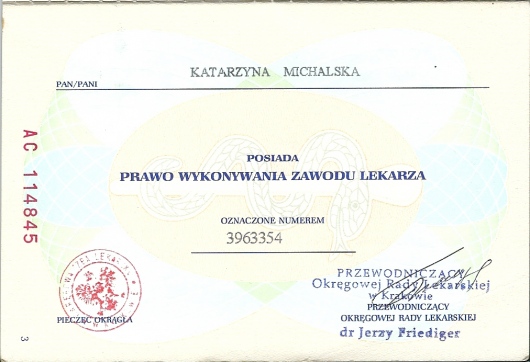 KATARZYNA MICHALSKA
PAN/PANI
AC 114845
POSIADA
PRAWO WYKONYWANIA ZAWODU LEKARZA
OZNACZONE NUMEREM
3963354
PIECZĘĆ OKRĄGŁA
PRZEWODNICZĄCY
Okręgowej Rady Lekarskiej
w Krakowie
PRZEWODNICZĄCY
OKRĘGOWEJ RADY LEKARSKIEJ
dr Jerzy Friediger
3